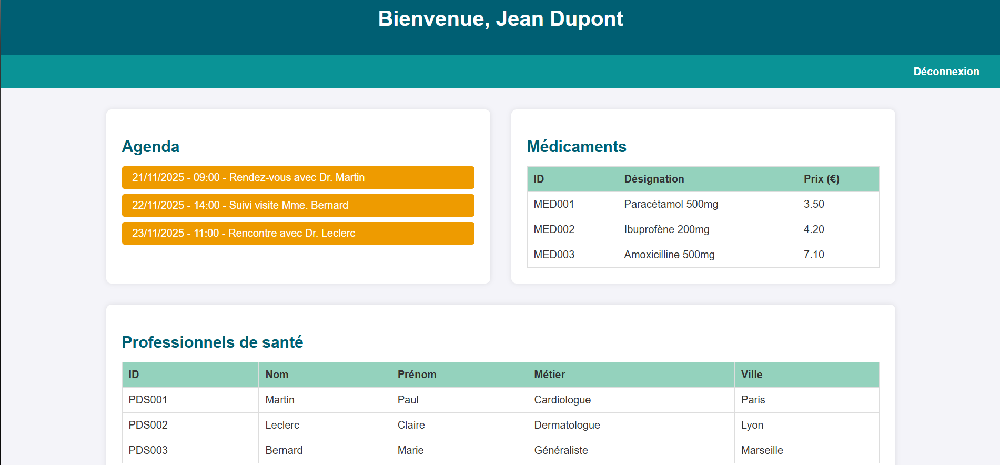 Bienvenue, Jean Dupont
Déconnexion
Agenda
21/11/2025 - 09:00 - Rendez-vous avec Dr. Martin
22/11/2025 - 14:00 - Suivi visite Mme. Bernard
23/11/2025 - 11:00 - Rencontre avec Dr. Leclerc
Médicaments
ID Désignation Prix (€)
MED001 Paracétamol 500mg 3.50
MED002 Ibuprofène 200mg 4.20
MED003 Amoxicilline 500mg 7.10
Professionnels de santé
ID Nom Prénom Métier Ville
PDS001 Martin Paul Cardiologue Paris
PDS002 Leclerc Claire Dermatologue Lyon
PDS003 Bernard Marie Généraliste Marseille